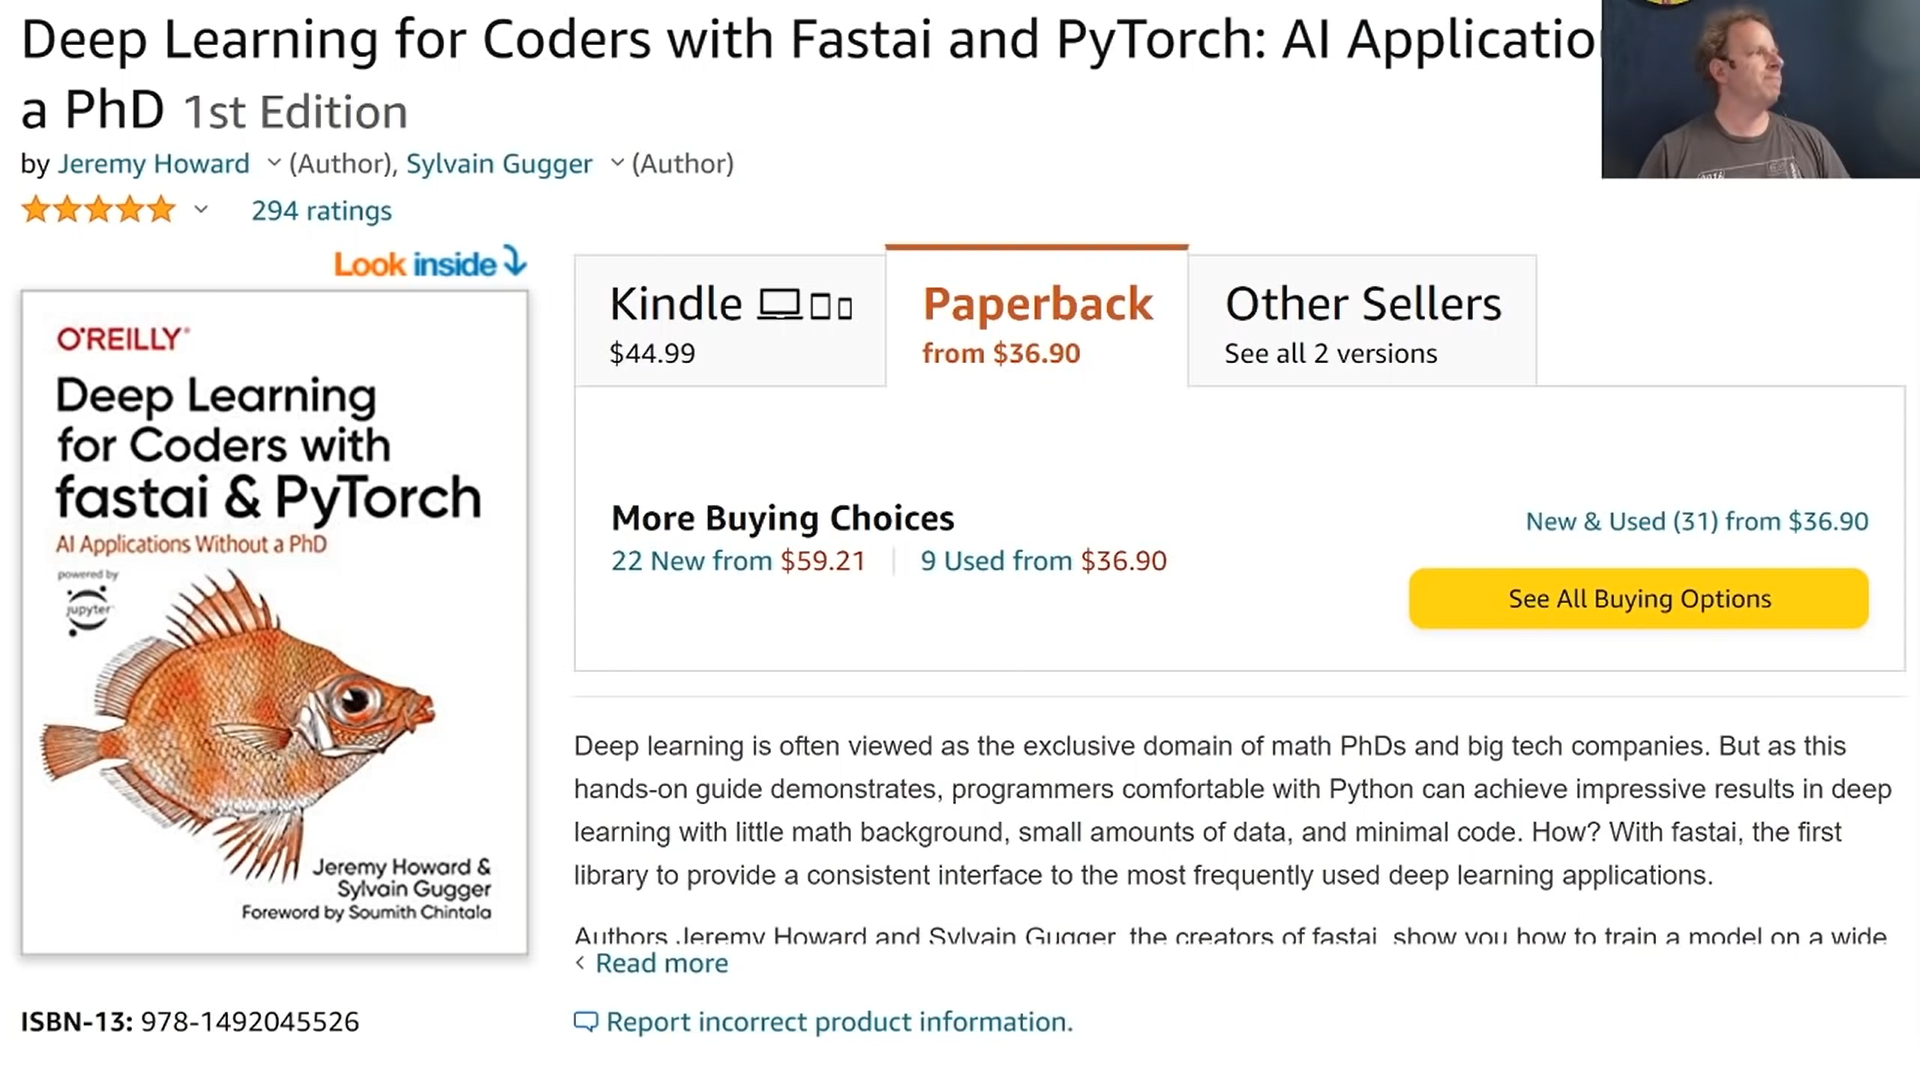 Deep Learning for Coders with Fastai and PyTorch: AI Applicatio
a PhD 1st Edition
by Jeremy Howard (Author), Sylvain Gugger (Author)
294 ratings
Look inside
O'REILLY®
Deep Learning
for Coders with
fastai & PyTorch
AI Applications Without a PhD
powered by
jupyter
Jeremy Howard &
Sylvain Gugger
Foreword by Soumith Chintala
ISBN-13: 978-1492045526
Kindle
$44.99
Paperback
from $36.90
Other Sellers
See all 2 versions
More Buying Choices
22 New from $59.21 | 9 Used from $36.90
New & Used (31) from $36.90
See All Buying Options
Deep learning is often viewed as the exclusive domain of math PhDs and big tech companies. But as this
hands-on guide demonstrates, programmers comfortable with Python can achieve impressive results in deep
learning with little math background, small amounts of data, and minimal code. How? With fastai, the first
library to provide a consistent interface to the most frequently used deep learning applications.
Authors Jeremy Howard and Sylvain Gugger, the creators of fastai, show you how to train a model on a wide
Read more
Report incorrect product information.